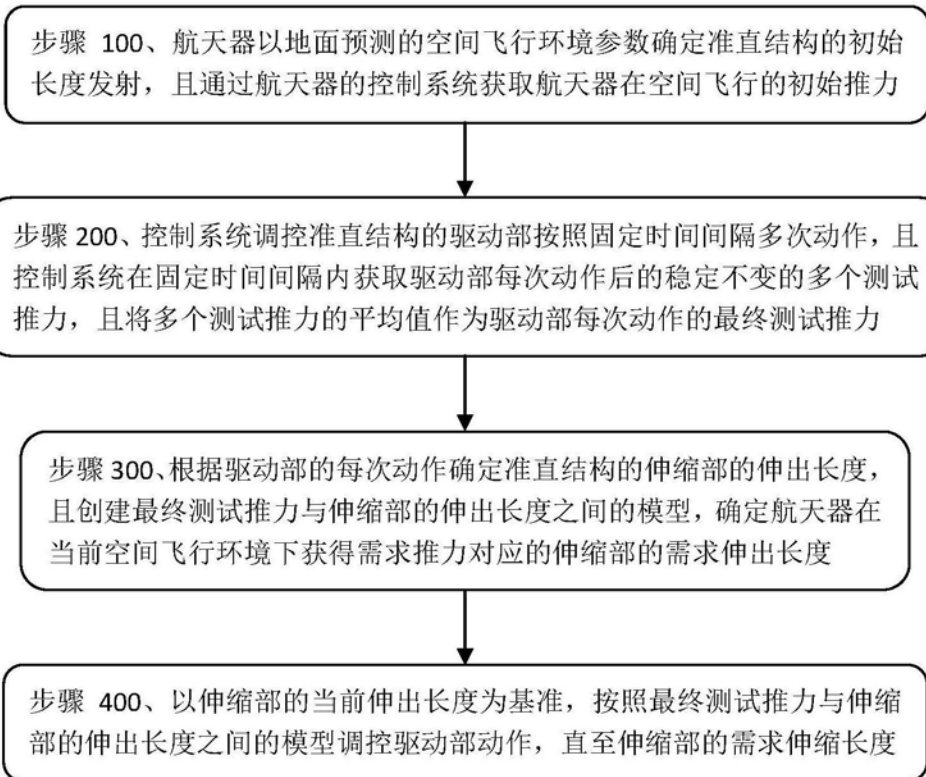 步骤 100、航天器以地面预测的空间飞行环境参数确定准直结构的初始
长度发射，且通过航天器的控制系统获取航天器在空间飞行的初始推力
步骤 200、控制系统调控准直结构的驱动部按照固定时间间隔多次动作，且
控制系统在固定时间间隔内获取驱动部每次动作后的稳定不变的多个测试
推力，且将多个测试推力的平均值作为驱动部每次动作的最终测试推力
步骤 300、根据驱动部的每次动作确定准直结构的伸缩部的伸出长度，
且创建最终测试推力与伸缩部的伸出长度之间的模型，确定航天器在
当前空间飞行环境下获得需求推力对应的伸缩部的需求伸出长度
步骤 400、以伸缩部的当前伸出长度为基准，按照最终测试推力与伸缩
部的伸出长度之间的模型调控驱动部动作，直至伸缩部的需求伸缩长度